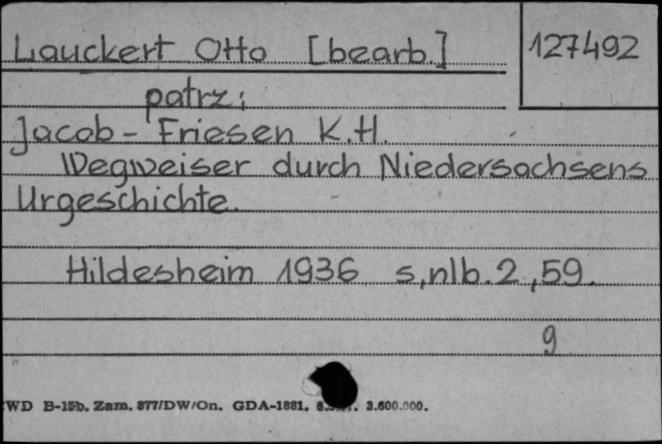 Lauckert Otto [bearb.]
127492
patrz:
Jacob-Friesen K.H.
Wegweiser durch Niedersachsens
Urgeschichte.
Hildesheim 1936 s,nlb.2,59.
9
WD B-15b. Zam. 877/DW/On. GDA-1881. 3.600.000.